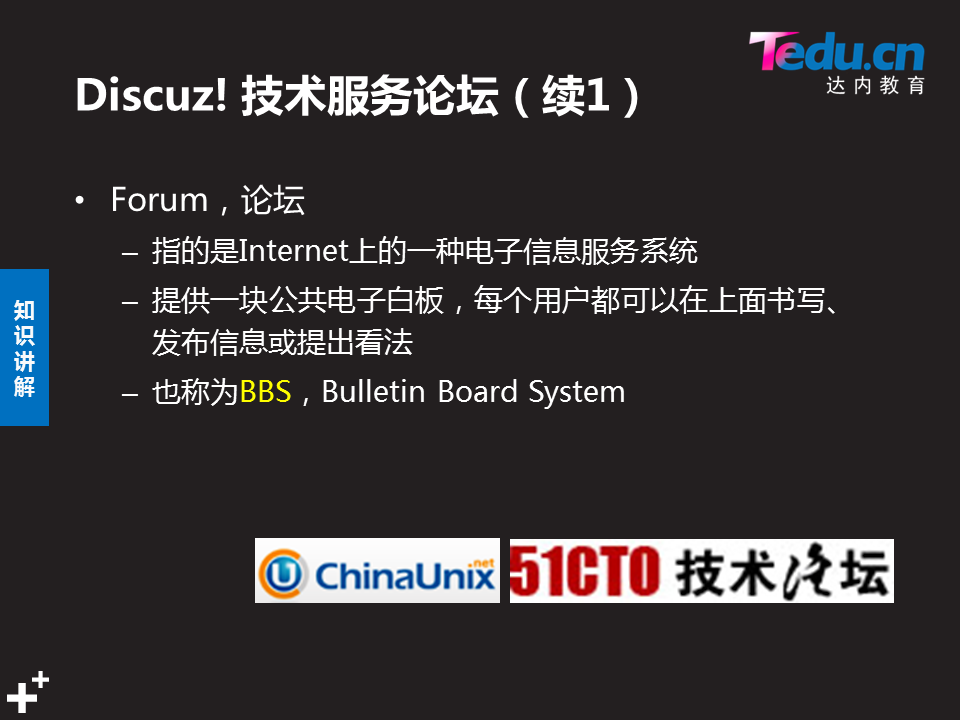 Tedu.cn
达内教育
Discuz! 技术服务论坛（续1）
• Forum，论坛
– 指的是Internet上的一种电子信息服务系统
– 提供一块公共电子白板，每个用户都可以在上面书写、
发布信息或提出看法
– 也称为BBS，Bulletin Board System
知识讲解
ChinaUnix.net
51CTO 技术论坛